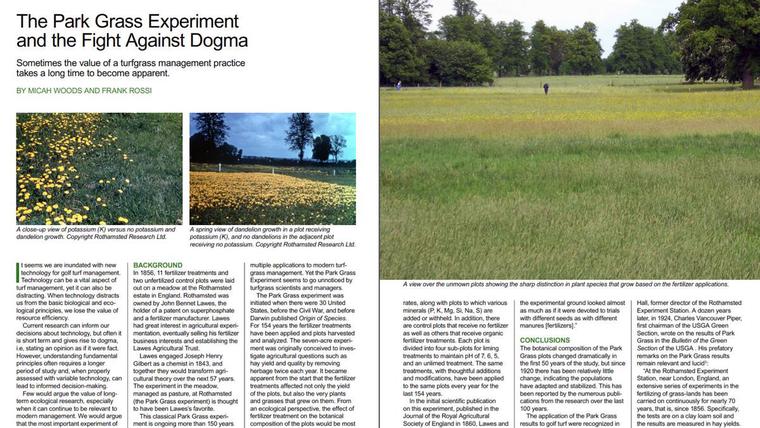 The Park Grass Experiment
and the Fight Against Dogma
Sometimes the value of a turfgrass management practice
takes a long time to become apparent.
BY MICAH WOODS AND FRANK ROSSI
A close-up view of potassium (K) versus no potassium and
dandelion growth. Copyright Rothamsted Research Ltd.
A spring view of dandelion growth in a plot receiving
potassium (K), and no dandelions in the adjacent plot
receiving no potassium. Copyright Rothamsted Research Ltd.
It seems we are inundated with new
technology for golf turf management.
Technology can be a vital aspect of
turf management, yet it can also be
distracting. When technology distracts
us from the basic biological and eco-
logical principles, we lose the value of
resource efficiency.
Current research can inform our
decisions about technology, but often it
is short term and gives rise to dogma,
i.e, stating an opinion as if it were fact.
However, understanding fundamental
principles often requires a longer
period of study and, when properly
assessed with variable technology, can
lead to informed decision-making.
Few would argue the value of long-
term ecological research, especially
when it can continue to be relevant to
modern management. We would argue
that the most important experiment of
BACKGROUND
In 1856, 11 fertilizer treatments and
two unfertilized control plots were laid
out on a meadow at the Rothamsted
estate in England. Rothamsted was
owned by John Bennet Lawes, the
holder of a patent on superphosphate
and a fertilizer manufacturer. Lawes
had great interest in agricultural exper-
imentation, eventually selling his fertilizer
business interests and establishing the
Lawes Agricultural Trust.
Lawes engaged Joseph Henry
Gilbert as a chemist in 1843, and
together they would transform agri-
cultural theory over the next 57 years.
The experiment in the meadow,
managed as pasture, at Rothamsted
(the Park Grass experiment) is thought
to have been Lawes's favorite.
This classical Park Grass experi-
ment is ongoing more than 150 years
multiple applications to modern turf-
grass management. Yet the Park Grass
Experiment seems to go unnoticed by
turfgrass scientists and managers.
The Park Grass experiment was
initiated when there were 30 United
States, before the Civil War, and before
Darwin published Origin of Species.
For 154 years the fertilizer treatments
have been applied and plots harvested
and analyzed. The seven-acre experi-
ment was originally conceived to inves-
tigate agricultural questions such as
hay yield and quality by removing
herbage twice each year. It became
apparent from the start that the fertilizer
treatments affected not only the yield
of the plots, but also the very plants
and grasses that grew on them. From
an ecological perspective, the effect of
fertilizer treatment on the botanical
composition of the plots would be most
A view over the unmown plots showing the sharp distinction in plant species that grow based on the fertilizer applications.
rates, along with plots to which various
minerals (P, K, Mg, Si, Na, S) are
added or withheld. In addition, there
are control plots that receive no fertilizer
as well as others that receive organic
fertilizer treatments. Each plot is
divided into four sub-plots for liming
treatments to maintain pH of 7, 6, 5,
and an unlimed treatment. The same
treatments, with thoughtful additions
and modifications, have been applied
to the same plots every year for the
last 154 years.
In the initial scientific publication
on this experiment, published in the
Journal of the Royal Agricultural
Society of England in 1860, Lawes and
the experimental ground looked almost
as much as if it were devoted to trials
with different seeds as with different
manures [fertilizers]."
CONCLUSIONS
The botanical composition of the Park
Grass plots changed dramatically in
the first 50 years of the study, but since
1920 there has been relatively little
change, indicating the populations
have adapted and stabilized. This has
been reported by the numerous publi-
cations from the research over the last
100 years.
The application of the Park Grass
results to golf turf were recognized in
Hall, former director of the Rothamsted
Experiment Station. A dozen years
later, in 1924, Charles Vancouver Piper,
first chairman of the USGA Green
Section, wrote on the results of Park
Grass in the Bulletin of the Green
Section of the USGA . His prefatory
remarks on the Park Grass results
remain relevant and lucid:
"At the Rothamsted Experiment
Station, near London, England, an
extensive series of experiments in the
fertilizing of grass-lands has been
carried on continuously for nearly 70
years, that is, since 1856. Specifically,
the tests are on a clay loam soil and
the results are measured in hay yields.